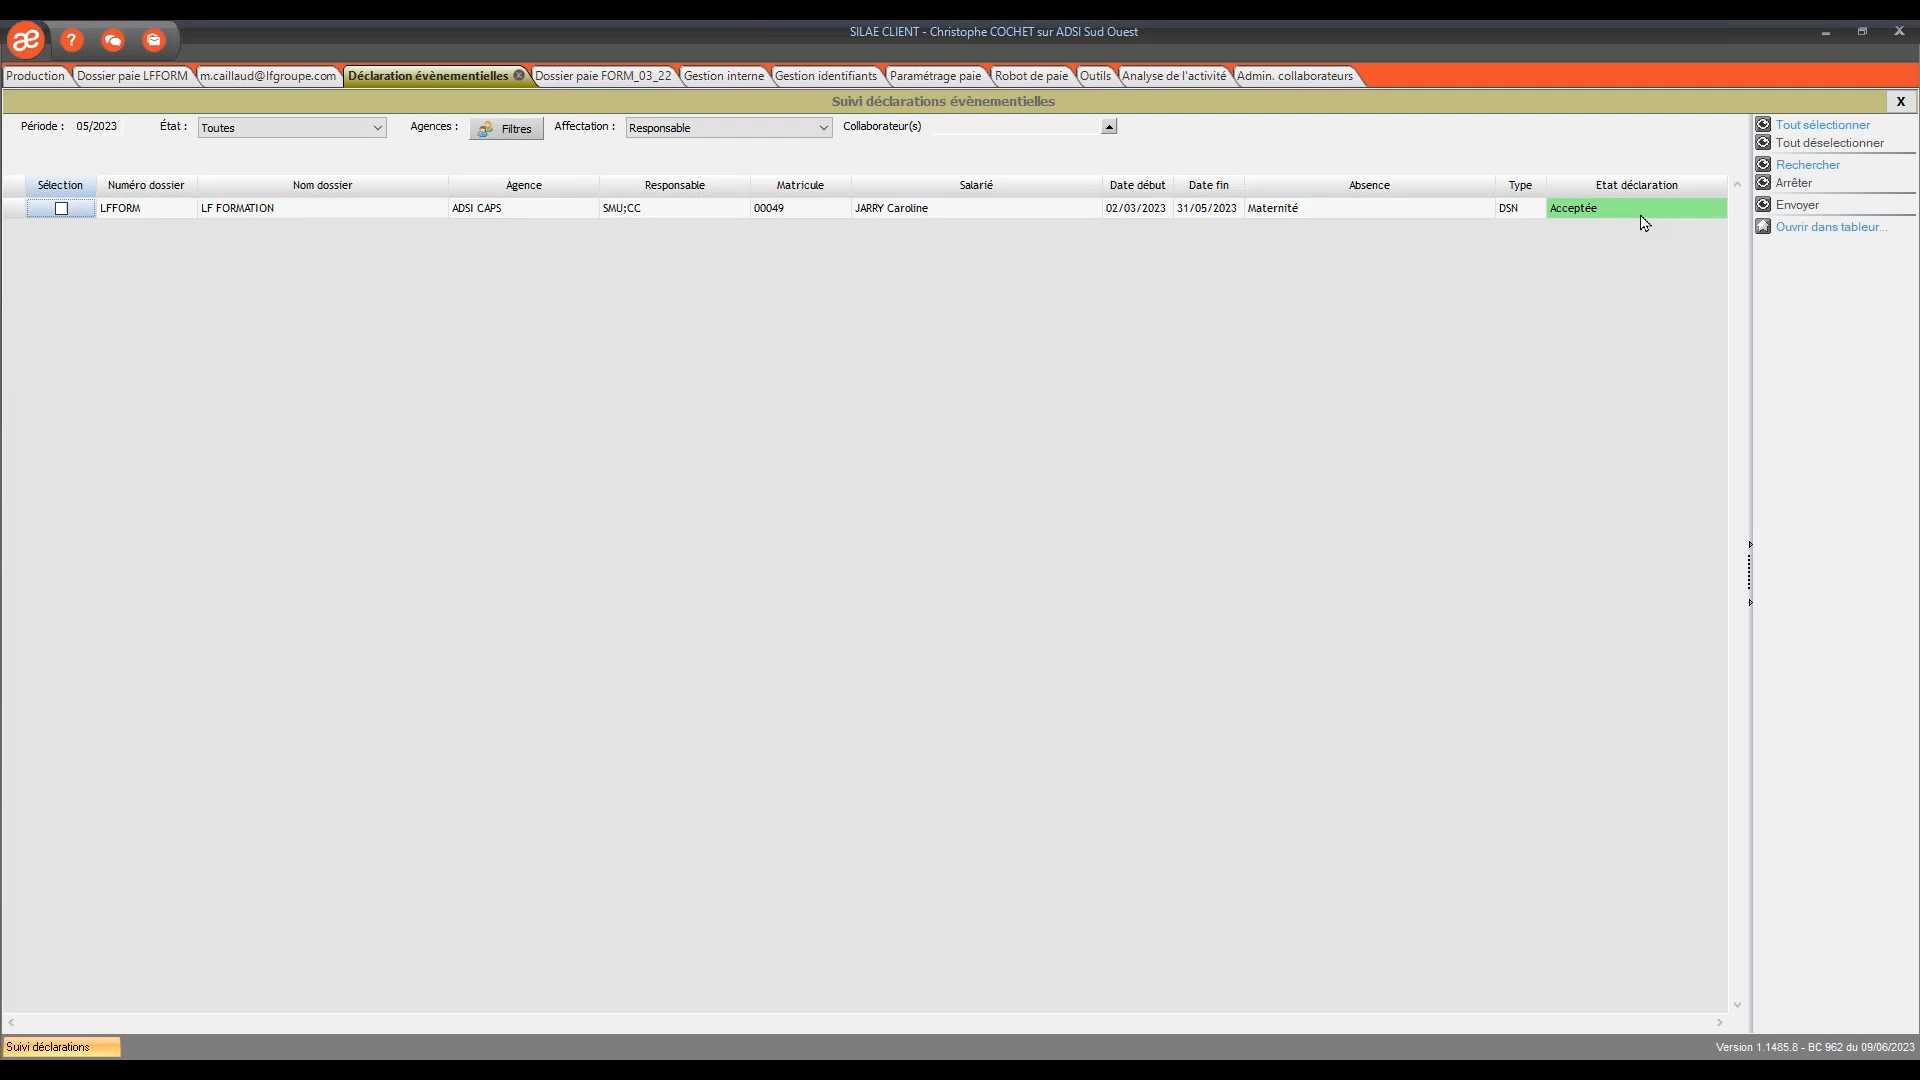 SILAE CLIENT - Christophe COCHET sur ADSI Sud Ouest
æ ?
Production Dossier paie LFFORM m.caillaud@lfgroupe.com Déclaration évènementielles Dossier paie FORM_03_22 Gestion interne Gestion identifiants Paramétrage paie Robot de paie Outils Analyse de l'activité Admin. collaborateurs
Suivi déclarations évènementielles X
Période : 05/2023 État : Toutes Agences : Filtres Affectation : Responsable Collaborateur(s)
Tout sélectionner
Tout déselectionner
Rechercher
Arrêter
Envoyer
Ouvrir dans tableur...
Sélection Numéro dossier Nom dossier Agence Responsable Matricule Salarié Date début Date fin Absence Type Etat déclaration
LFFORM LF FORMATION ADSI CAPS SMU;CC 00049 JARRY Caroline 02/03/2023 31/05/2023 Maternité DSN Acceptée
Suivi déclarations Version 1.1485.8 - BC 962 du 09/06/2023